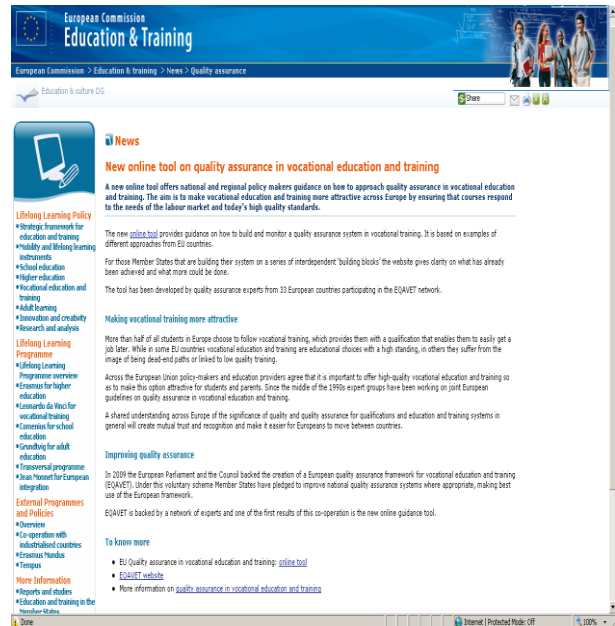 European Commission
Education & Training
European Commission > Education & training > News > Quality assurance
Education & culture DG
Share
News
New online tool on quality assurance in vocational education and training
A new online tool offers national and regional policy makers guidance on how to approach quality assurance in vocational education
and training. The aim is to make vocational education and training more attractive across Europe by ensuring that courses respond
to the needs of the labour market and today's high quality standards.
The new online tool provides guidance on how to build and monitor a quality assurance system in vocational training. It is based on examples of
different approaches from EU countries.
For those Member States that are building their system on a series of interdependent 'building blocks' the website gives clarity on what has already
been achieved and what more could be done.
The tool has been developed by quality assurance experts from 33 European countries participating in the EQAVET network.
Making vocational training more attractive
More than half of all students in Europe choose to follow vocational training, which provides them with a qualification that enables them to easily get a
job later. While in some EU countries vocational education and training are educational choices with a high standing, in others they suffer from the
image of being dead-end paths or linked to low quality training.
Across the European Union policy-makers and education providers agree that it is important to offer high-quality vocational education and training so
as to make this option attractive for students and parents. Since the middle of the 1990s expert groups have been working on joint European
guidelines on quality assurance in vocational education and training.
A shared understanding across Europe of the significance of quality and quality assurance for qualifications and education and training systems in
general will create mutual trust and recognition and make it easier for Europeans to move between countries.
Improving quality assurance
In 2009 the European Parliament and the Council backed the creation of a European quality assurance framework for vocational education and training
(EQAVET). Under this voluntary scheme Member States have pledged to improve national quality assurance systems where appropriate, making best
use of the European framework.
EQAVET is backed by a network of experts and one of the first results of this co-operation is the new online guidance tool.
To know more
• EU Quality assurance in vocational education and training: online tool
• EQAVET website
• More information on quality assurance in vocational education and training
Lifelong Learning Policy
Strategic framework for
education and training
Mobility and lifelong learning
instruments
School education
Higher education
Vocational education and
training
Adult learning
Innovation and creativity
Research and analysis
Lifelong Learning
Programme
Lifelong Learning
Programme overview
Erasmus for higher
education
Leonardo da Vinci for
vocational training
Comenius for school
education
Grundtvig for adult
education
Transversal programme
Jean Monnet for European
integration
External Programmes
and Policies
Overview
Co-operation with
industrialised countries
Erasmus Mundus
Tempus
More Information
Reports and studies
Education and training in the
Member States
Done
Internet | Protected Mode: Off
100%